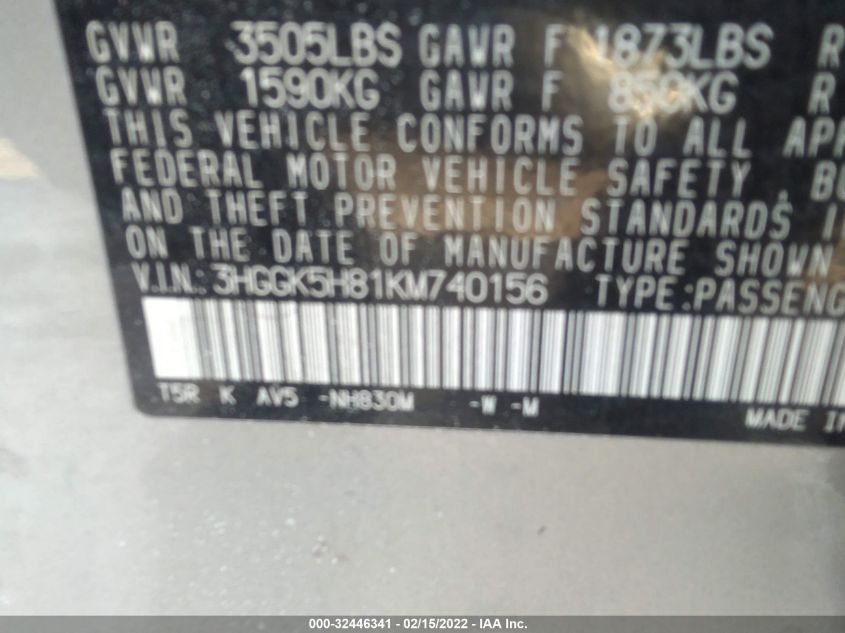 GVWR 3505LBS GAWR F 1873LBS R
GVWR 1590KG GAWR F 850KG R
THIS VEHICLE CONFORMS TO ALL APP
FEDERAL MOTOR VEHICLE SAFETY, BU
AND THEFT PREVENTION STANDARDS I
ON THE DATE OF MANUFACTURE SHOWN
V.I.N.: 3HGGK5H81KM740156 TYPE:PASSENG
T5R K AV5 -NH830M -W -M
MADE IN
000-32446341 - 02/15/2022 - IAA Inc.